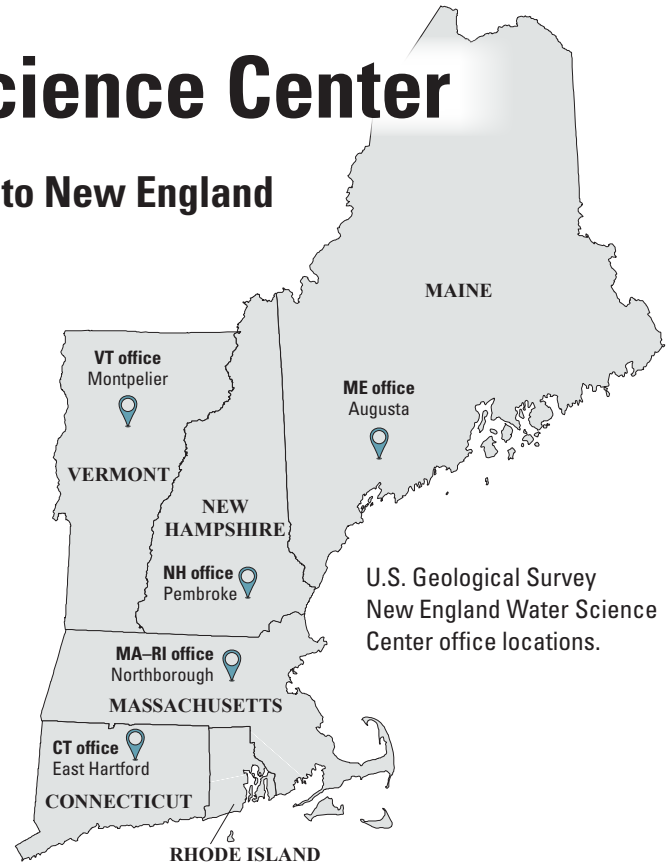 cience Center
to New England
MAINE
VT office
Montpelier
ME office
Augusta
VERMONT
NEW
HAMPSHIRE
NH office
Pembroke
U.S. Geological Survey
New England Water Science
Center office locations.
MA–RI office
Northborough
MASSACHUSETTS
CT office
East Hartford
CONNECTICUT
RHODE ISLAND